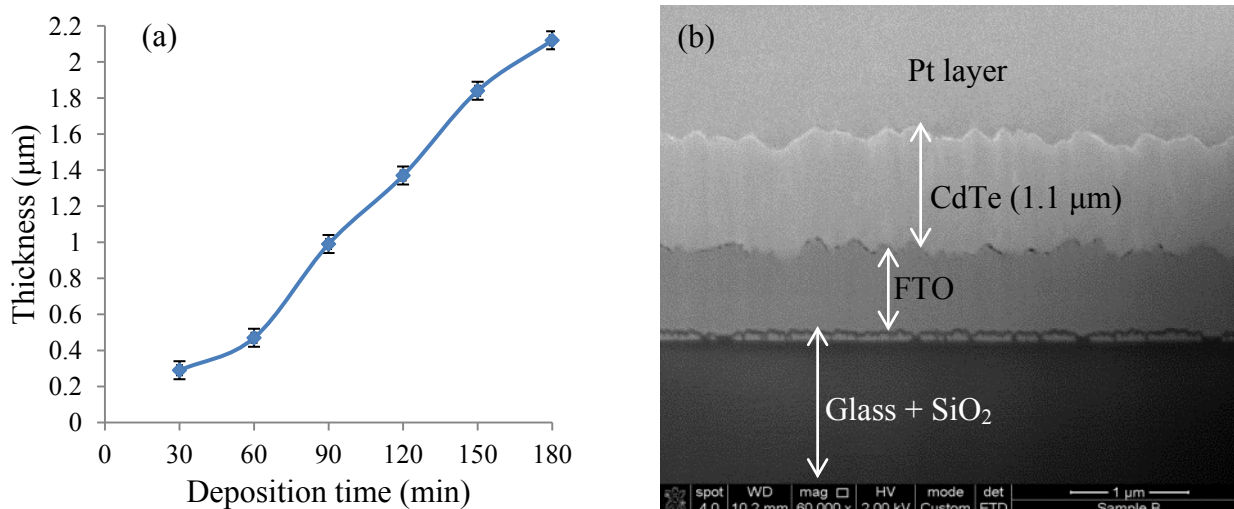 (a)
Thickness (μm)
2.2
2
1.8
1.6
1.4
1.2
1
0.8
0.6
0.4
0.2
0
0 30 60 90 120 150 180
Deposition time (min)
(b)
Pt layer
CdTe (1.1 μm)
FTO
Glass + SiO₂
spot WD mag HV mode det 1 μm
4.0 10.2 mm 60 000 x 2.00 kV Custom ETD Sample B